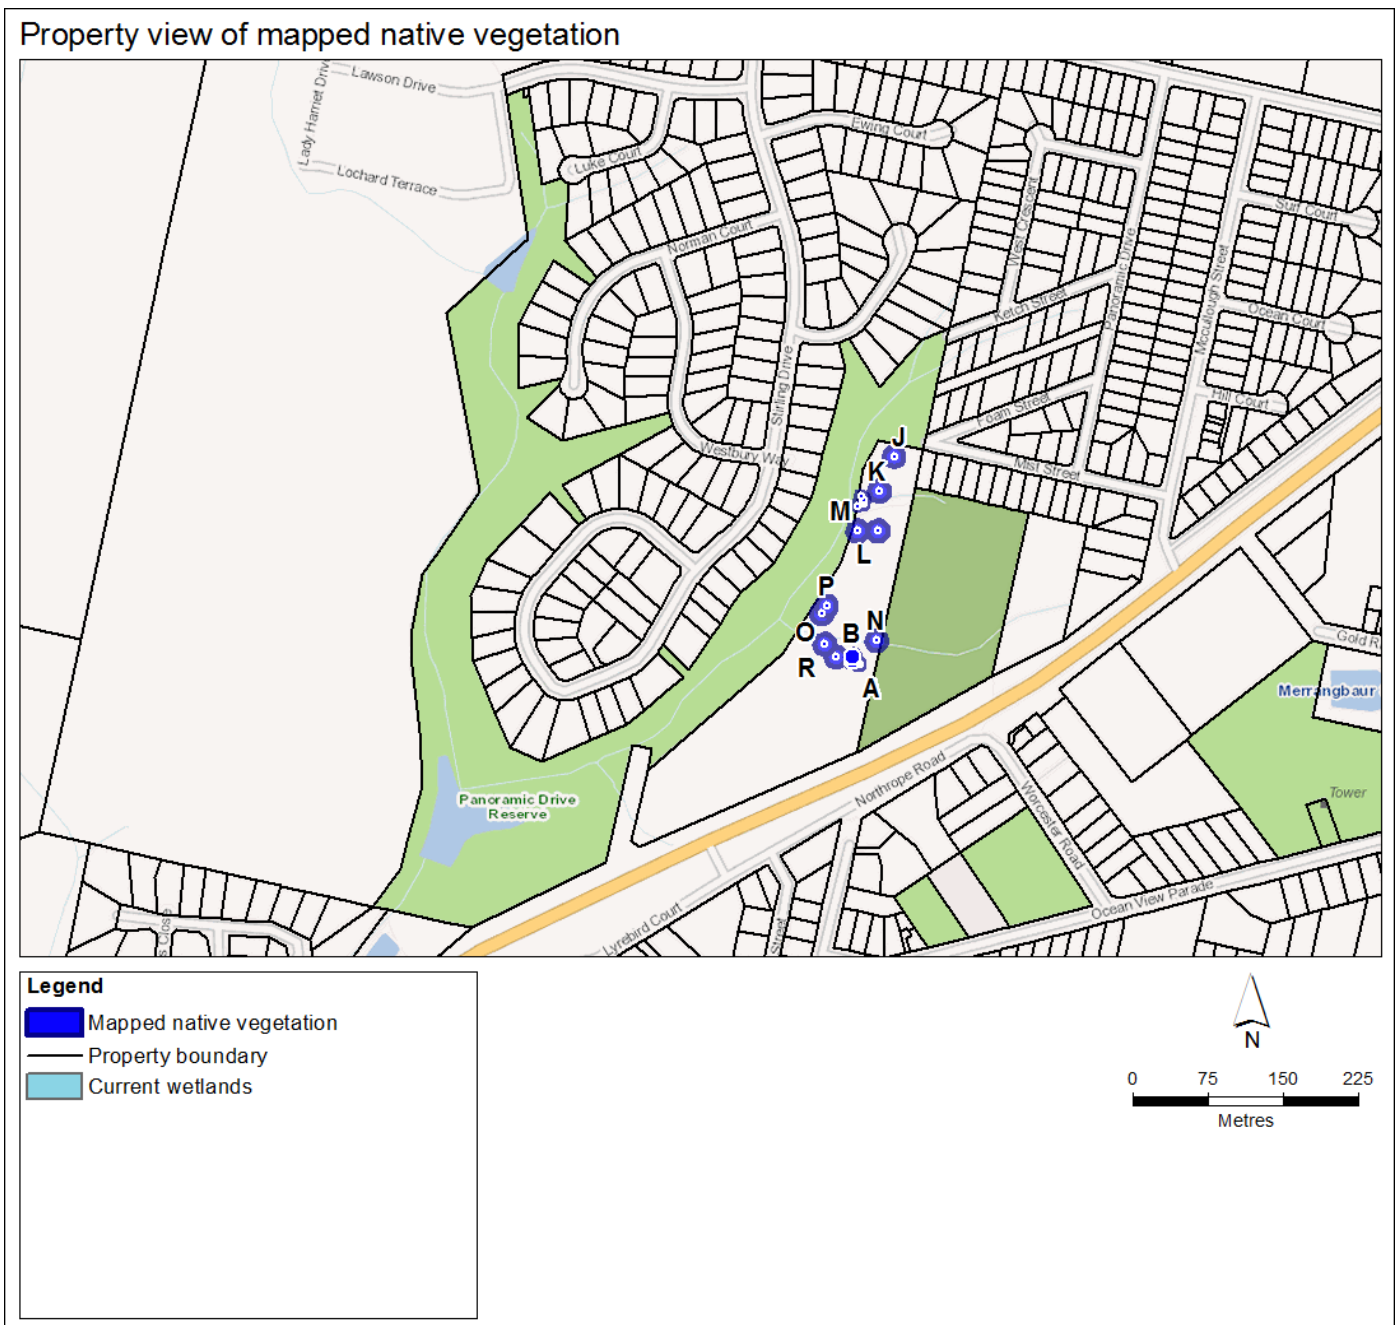 Property view of mapped native vegetation
Lawson Drive
Lady Harriet Drive
Lochard Terrace
Luke Court
Ewing Court
Norman Court
West Crescent
Surf Court
Panoramic Drive
Mccullough Street
Ketch Street
Ocean Court
Stirling Drive
Hill Court
Foam Street
Westbury Way
Mist Street
J
K
M
L
P
O
B
N
R
A
Gold R
Merrangbaur
Tower
Panoramic Drive
Reserve
Northrope Road
Worcester Road
Ocean View Parade
Lyrebird Court
Street
s Close
Legend
Mapped native vegetation
Property boundary
Current wetlands
N
0 75 150 225
Metres